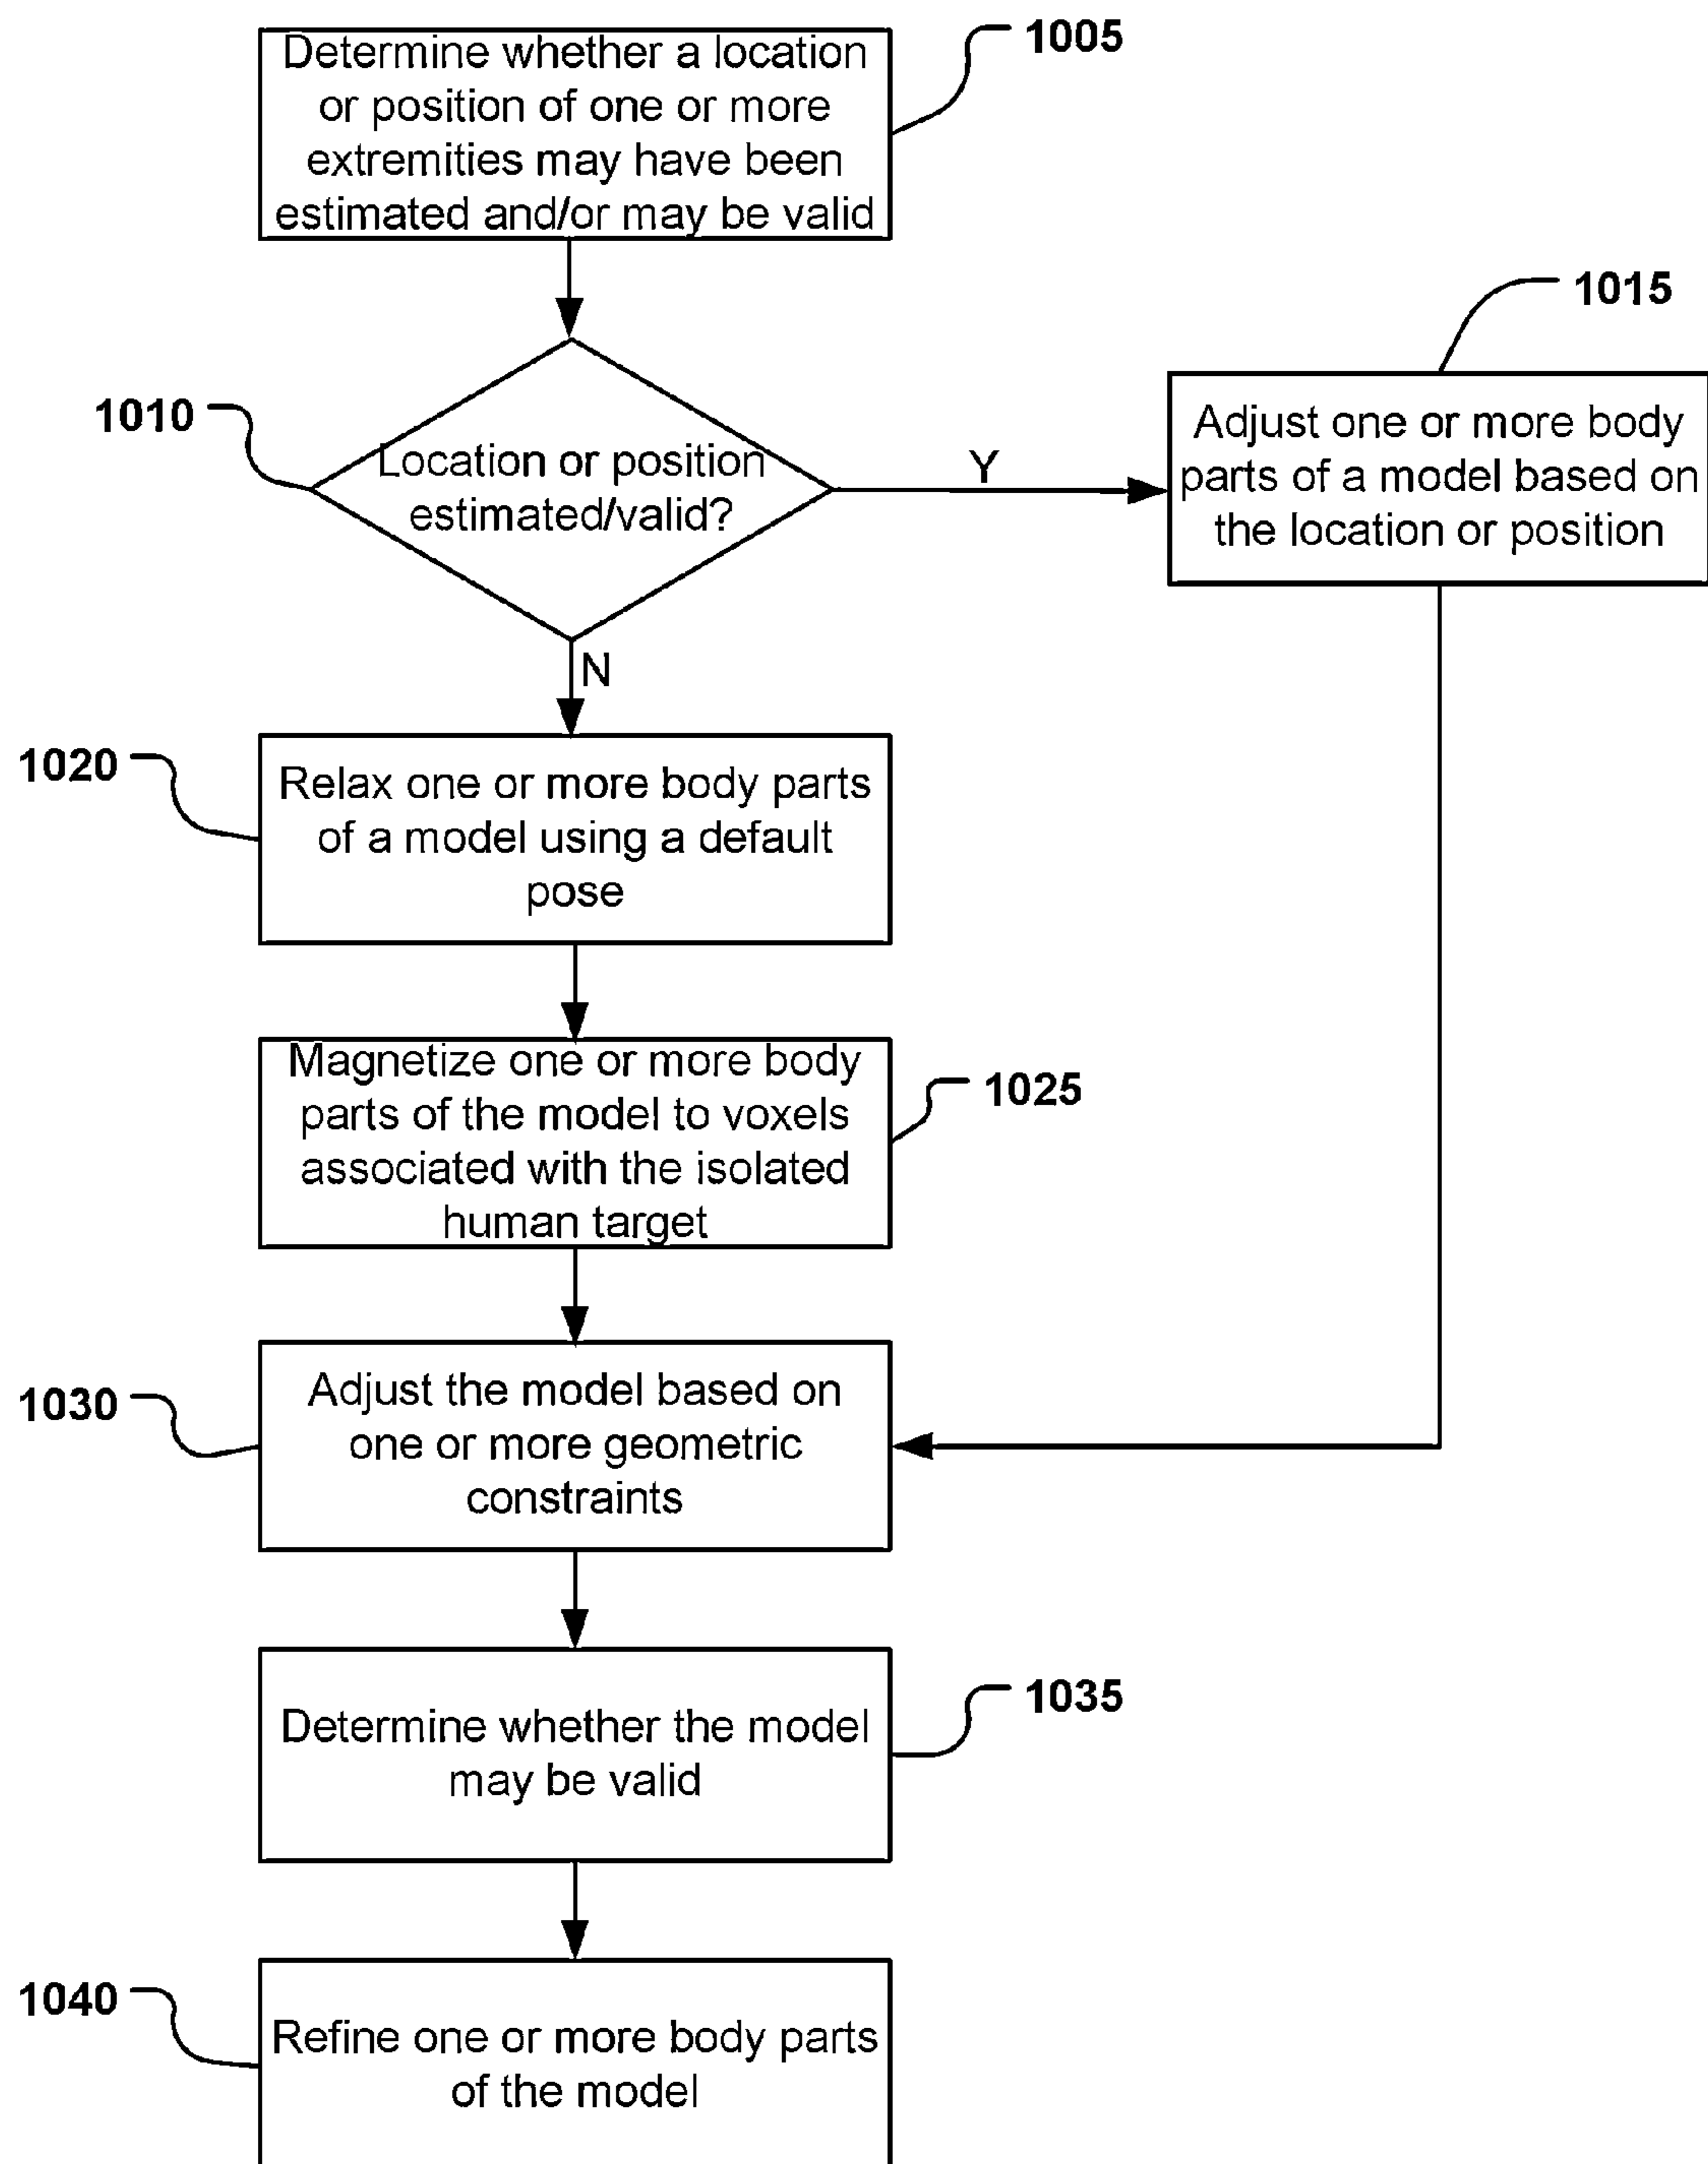 Determine whether a location
or position of one or more
extremities may have been
estimated and/or may be valid
1005
1010
Location or position
estimated/valid?
Y
1015
Adjust one or more body
parts of a model based on
the location or position
N
1020
Relax one or more body parts
of a model using a default
pose
Magnetize one or more body
parts of the model to voxels
associated with the isolated
human target
1025
1030
Adjust the model based on
one or more geometric
constraints
Determine whether the model
may be valid
1035
1040
Refine one or more body parts
of the model